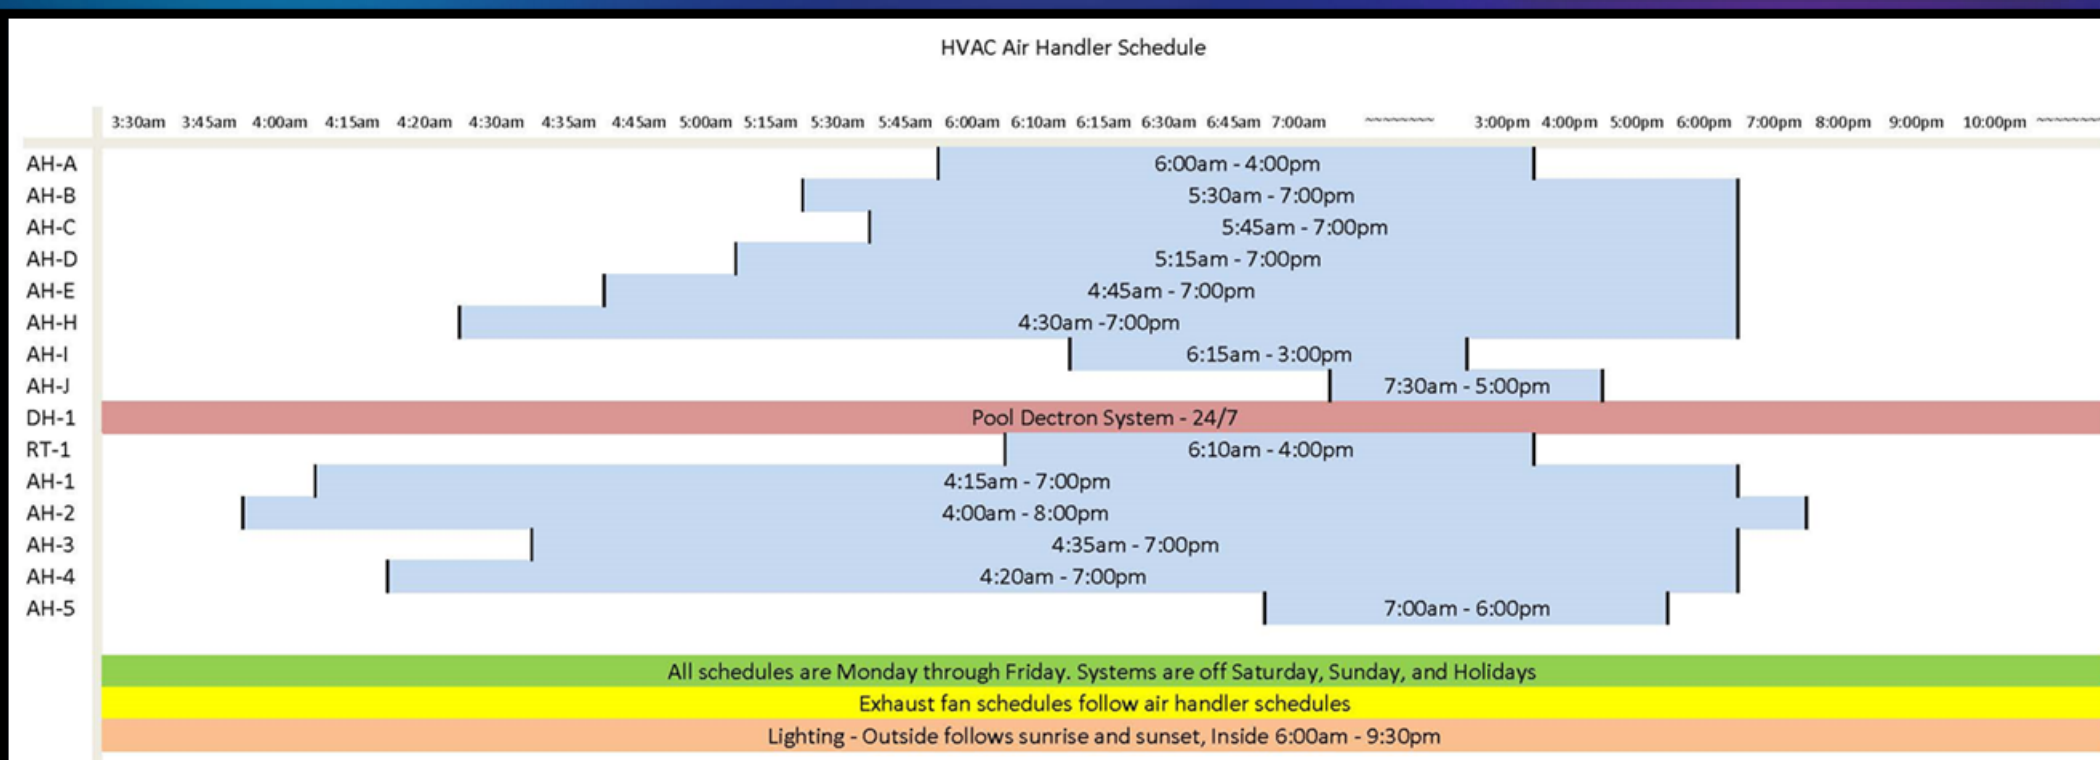 HVAC Air Handler Schedule
3:30am 3:45am 4:00am 4:15am 4:20am 4:30am 4:35am 4:45am 5:00am 5:15am 5:30am 5:45am 6:00am 6:10am 6:15am 6:30am 6:45am 7:00am ~~~~~~~~ 3:00pm 4:00pm 5:00pm 6:00pm 7:00pm 8:00pm 9:00pm 10:00pm ~~~~~~~~
AH-A 6:00am - 4:00pm
AH-B 5:30am - 7:00pm
AH-C 5:45am - 7:00pm
AH-D 5:15am - 7:00pm
AH-E 4:45am - 7:00pm
AH-H 4:30am -7:00pm
AH-I 6:15am - 3:00pm
AH-J 7:30am - 5:00pm
DH-1 Pool Dectron System - 24/7
RT-1 6:10am - 4:00pm
AH-1 4:15am - 7:00pm
AH-2 4:00am - 8:00pm
AH-3 4:35am - 7:00pm
AH-4 4:20am - 7:00pm
AH-5 7:00am - 6:00pm
All schedules are Monday through Friday. Systems are off Saturday, Sunday, and Holidays
Exhaust fan schedules follow air handler schedules
Lighting - Outside follows sunrise and sunset, Inside 6:00am - 9:30pm